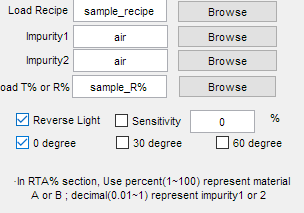 Load Recipe sample_recipe Browse
Impurity1 air Browse
Impurity2 air Browse
oad T% or R% sample_R% Browse
Reverse Light Sensitivity 0 %
0 degree 30 degree 60 degree
·In RTA% section, Use percent(1~100) represent material
A or B ; decimal(0.01~1) represent impurity1 or 2